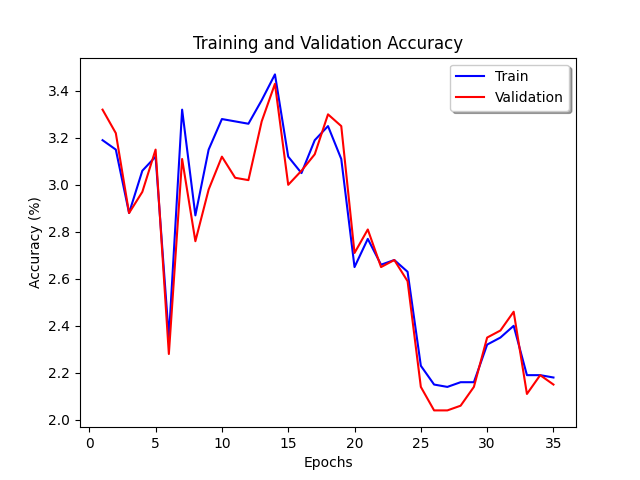 Training and Validation Accuracy
Train
Validation
3.4
3.2
3.0
2.8
2.6
2.4
2.2
2.0
Accuracy (%)
0 5 10 15 20 25 30 35
Epochs